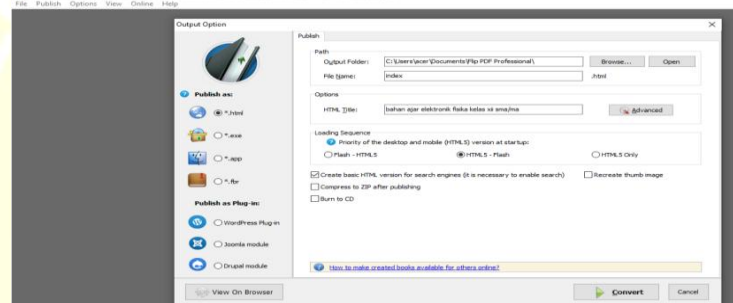 File Publish Options View Online Help
Output Option
Publish
Path
Output Folder: C:\Users\acer\Documents\Flip PDF Professional\ Browse... Open
File Name: index .html
Publish as:
*.html
*.exe
*.app
*.fbr
Options
HTML Title: bahan ajar elektronik fisika kelas xii sma/ma Advanced
Loading Sequence
Priority of the desktop and mobile (HTML5) version at startup:
Flash - HTML5 HTML5 - Flash HTML5 Only
Create basic HTML version for search engines (it is necessary to enable search) Recreate thumb image
Compress to ZIP after publishing
Burn to CD
Publish as Plug-in:
WordPress Plug-in
Joomla module
Drupal module
How to make created books available for others online?
View On Browser Convert Cancel